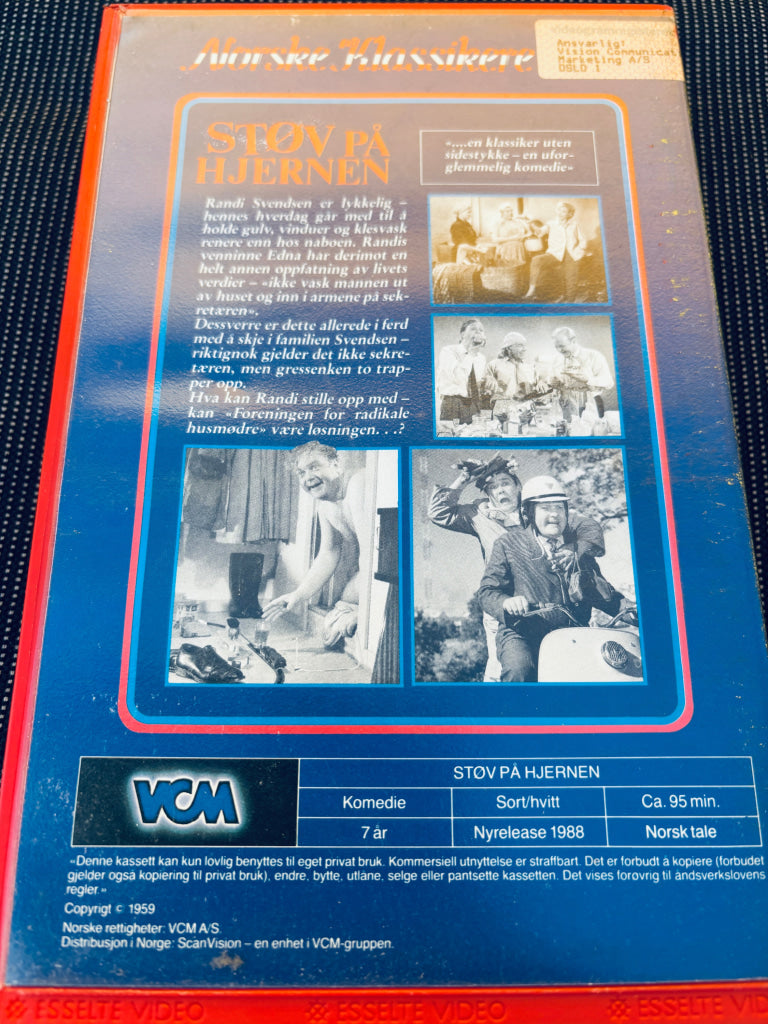 Norske Klassikere
videogramregisteret
Ansvarlig:
Vision Communicat
Marketing A/S
OSLO 1
STØV PÅ
HJERNEN
«....en klassiker uten
sidestykke – en ufor-
glemmelig komedie»
Randi Svendsen er lykkelig –
hennes hverdag går med til å
holde gulv, vinduer og klesvask
renere enn hos naboen. Randis
venninne Edna har derimot en
helt annen oppfatning av livets
verdier – «ikke vask mannen ut
av huset og inn i armene på sek-
retæren».
Dessverre er dette allerede i ferd
med å skje i familien Svendsen –
riktignok gjelder det ikke sekre-
tæren, men gressenken to trap-
per opp.
Hva kan Randi stille opp med –
kan «Foreningen for radikale
husmødre» være løsningen. . .?
VCM
STØV PÅ HJERNEN
Komedie Sort/hvitt Ca. 95 min.
7 år Nyrelease 1988 Norsk tale
«Denne kassett kan kun lovlig benyttes til eget privat bruk. Kommersiell utnyttelse er straffbart. Det er forbudt å kopiere (forbudet
gjelder også kopiering til privat bruk), endre, bytte, utlåne, selge eller pantsette kassetten. Det vises forøvrig til åndsverkslovens
regler.»
Copyrigt © 1959
Norske rettigheter: VCM A/S.
Distribusjon i Norge: ScanVision – en enhet i VCM-gruppen.
ESSELTE VIDEO ESSELTE VIDEO ESSELTE VIDEO